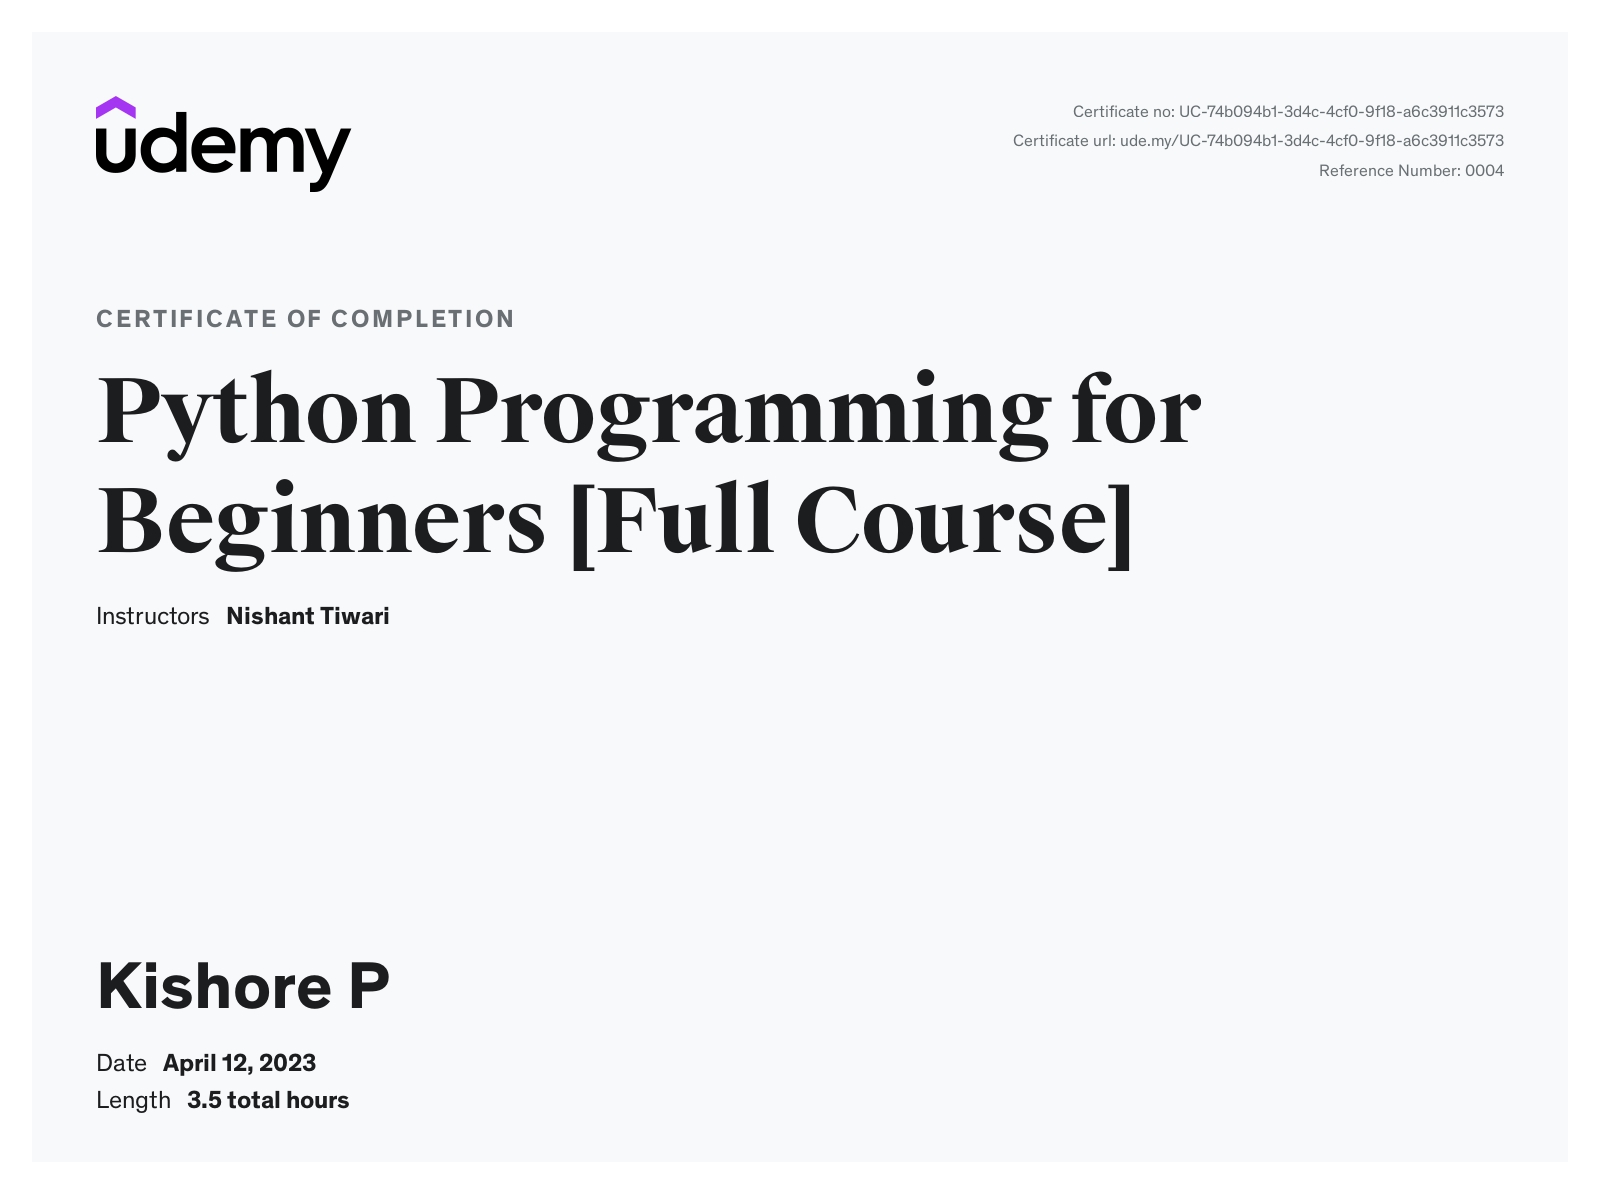 udemy
Certificate no: UC-74b094b1-3d4c-4cf0-9f18-a6c3911c3573
Certificate url: ude.my/UC-74b094b1-3d4c-4cf0-9f18-a6c3911c3573
Reference Number: 0004
CERTIFICATE OF COMPLETION
Python Programming for
Beginners [Full Course]
Instructors Nishant Tiwari
Kishore P
Date April 12, 2023
Length 3.5 total hours